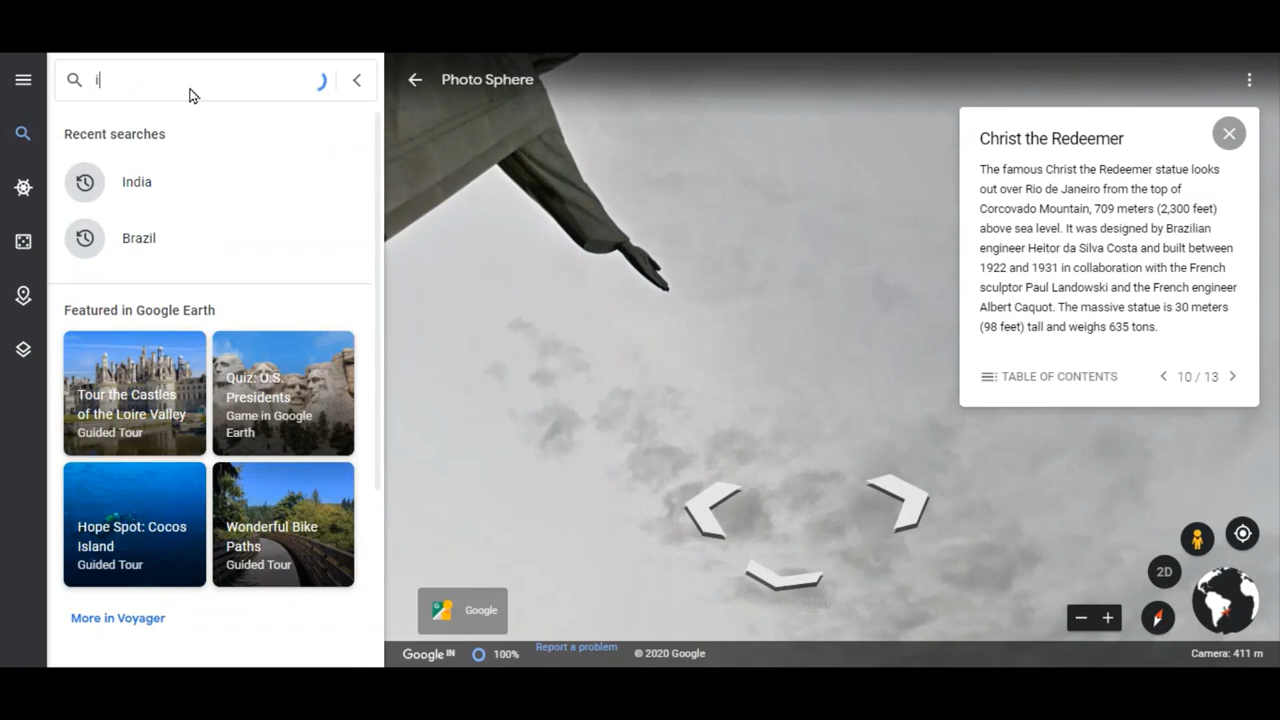 i
Recent searches
India
Brazil
Featured in Google Earth
Tour the Castles
of the Loire Valley
Guided Tour
Quiz: U.S.
Presidents
Game in Google
Earth
Hope Spot: Cocos
Island
Guided Tour
Wonderful Bike
Paths
Guided Tour
More in Voyager
Photo Sphere
Christ the Redeemer
The famous Christ the Redeemer statue looks
out over Rio de Janeiro from the top of
Corcovado Mountain, 709 meters (2,300 feet)
above sea level. It was designed by Brazilian
engineer Heitor da Silva Costa and built between
1922 and 1931 in collaboration with the French
sculptor Paul Landowski and the French engineer
Albert Caquot. The massive statue is 30 meters
(98 feet) tall and weighs 635 tons.
TABLE OF CONTENTS
10 / 13
2D
Google
Google IN
100%
Report a problem
© 2020 Google
Camera: 411 m